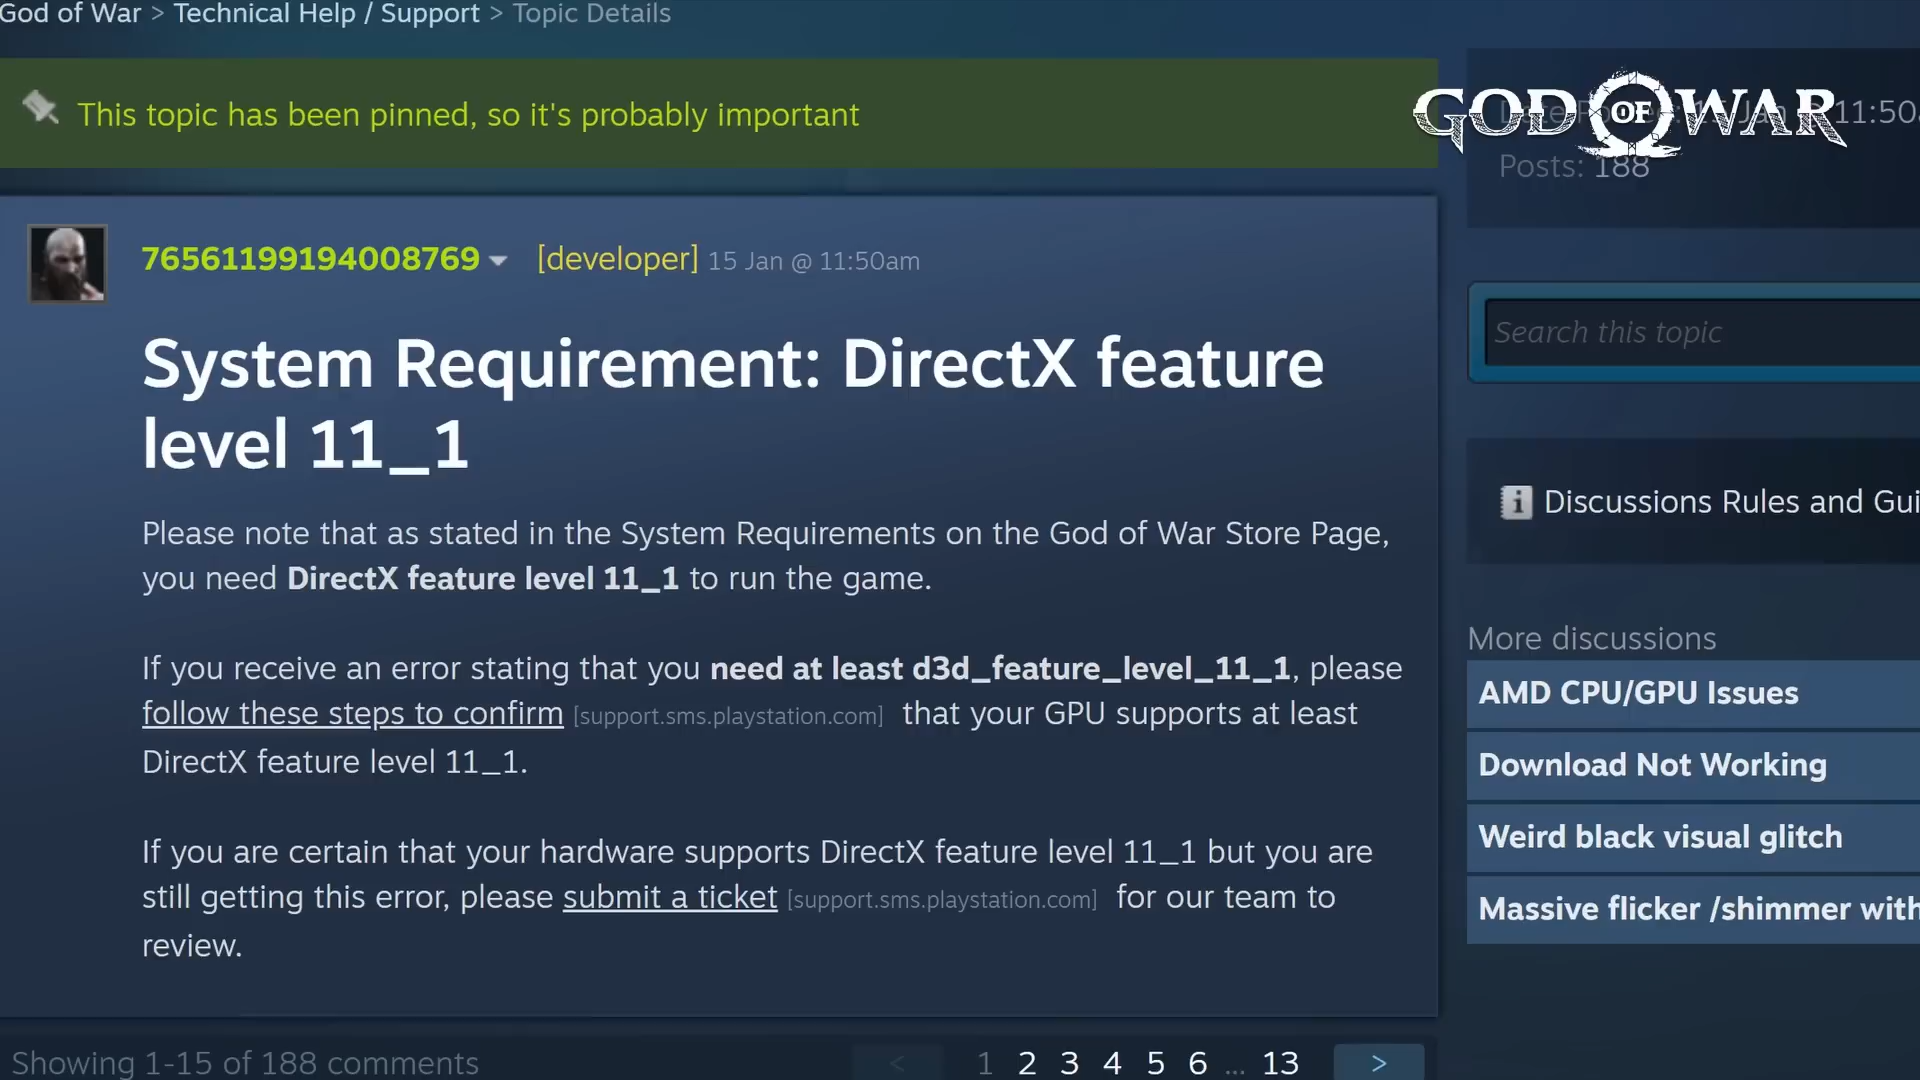 God of War > Technical Help / Support > Topic Details
This topic has been pinned, so it's probably important
GOD OF WAR
11:50
Posts: 188
76561199194008769 [developer] 15 Jan @ 11:50am
System Requirement: DirectX feature
level 11_1
Please note that as stated in the System Requirements on the God of War Store Page,
you need DirectX feature level 11_1 to run the game.
If you receive an error stating that you need at least d3d_feature_level_11_1, please
follow these steps to confirm [support.sms.playstation.com] that your GPU supports at least
DirectX feature level 11_1.
If you are certain that your hardware supports DirectX feature level 11_1 but you are
still getting this error, please submit a ticket [support.sms.playstation.com] for our team to
review.
Showing 1-15 of 188 comments
< 1 2 3 4 5 6 ... 13 >
Search this topic
Discussions Rules and Gui
More discussions
AMD CPU/GPU Issues
Download Not Working
Weird black visual glitch
Massive flicker /shimmer with